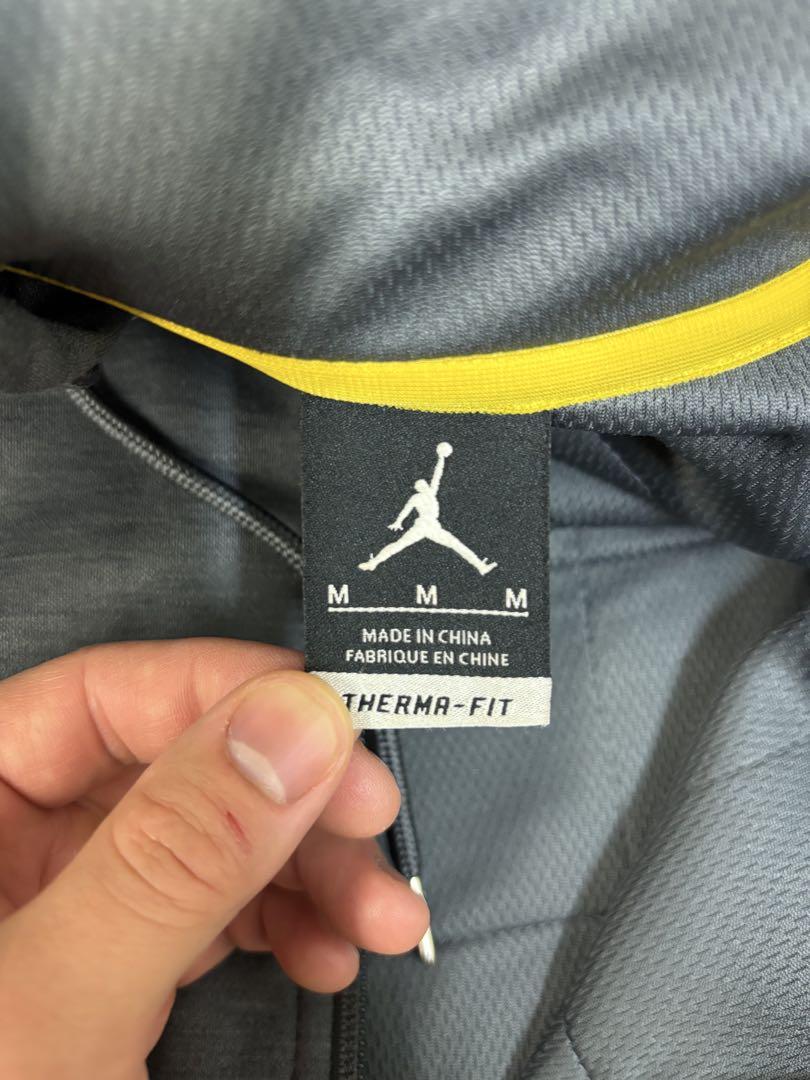 M M M
MADE IN CHINA
FABRIQUE EN CHINE
THERMA-FIT